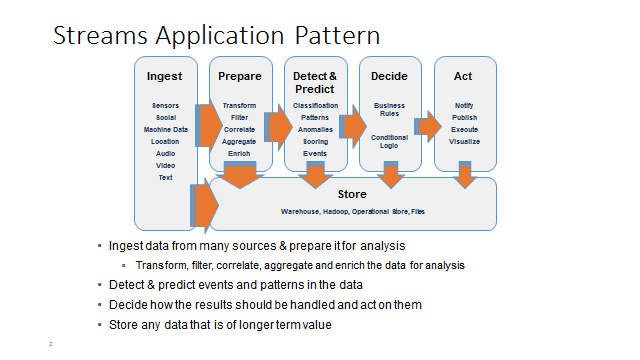 Streams Application Pattern
Ingest
Sensors
Social
Machine Data
Location
Audio
Video
Text
Prepare
Transform
Filter
Correlate
Aggregate
Enrich
Detect &
Predict
Classification
Patterns
Anomalies
Scoring
Events
Decide
Business
Rules
Conditional
Logic
Act
Notify
Publish
Execute
Visualize
Store
Warehouse, Hadoop, Operational Store, Files
▪ Ingest data from many sources & prepare it for analysis
▪ Transform, filter, correlate, aggregate and enrich the data for analysis
▪ Detect & predict events and patterns in the data
▪ Decide how the results should be handled and act on them
▪ Store any data that is of longer term value
2